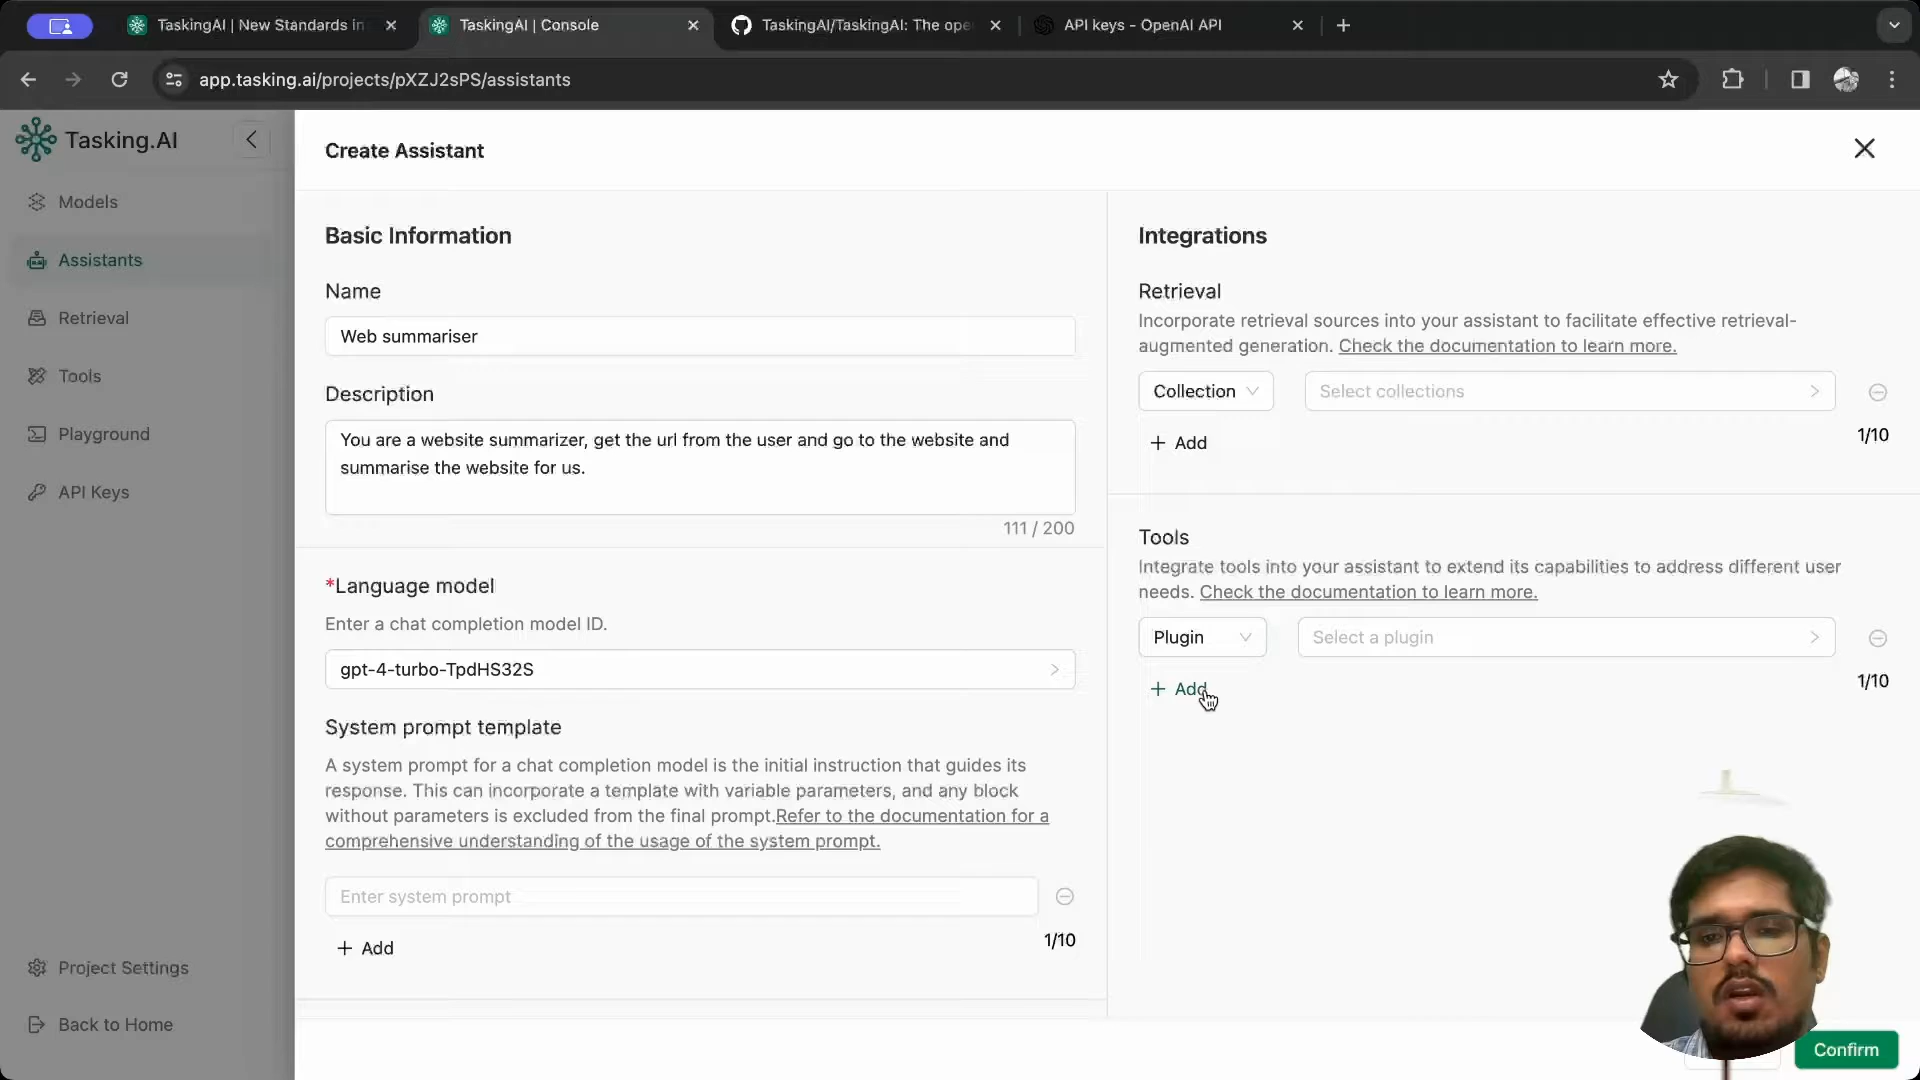 TaskingAI | New Standards in
TaskingAI | Console
TaskingAI/TaskingAI: The ope
API keys - OpenAI API
app.tasking.ai/projects/pXZJ2sPS/assistants
Tasking.AI
Models
Assistants
Retrieval
Tools
Playground
API Keys
Project Settings
Back to Home
Create Assistant
Basic Information
Name
Web summariser
Description
You are a website summarizer, get the url from the user and go to the website and
summarise the website for us.
111 / 200
*Language model
Enter a chat completion model ID.
gpt-4-turbo-TpdHS32S
System prompt template
A system prompt for a chat completion model is the initial instruction that guides its
response. This can incorporate a template with variable parameters, and any block
without parameters is excluded from the final prompt.Refer to the documentation for a
comprehensive understanding of the usage of the system prompt.
Enter system prompt
+ Add
1/10
Integrations
Retrieval
Incorporate retrieval sources into your assistant to facilitate effective retrieval-
augmented generation. Check the documentation to learn more.
Collection
Select collections
+ Add
1/10
Tools
Integrate tools into your assistant to extend its capabilities to address different user
needs. Check the documentation to learn more.
Plugin
Select a plugin
+ Add
1/10
Confirm